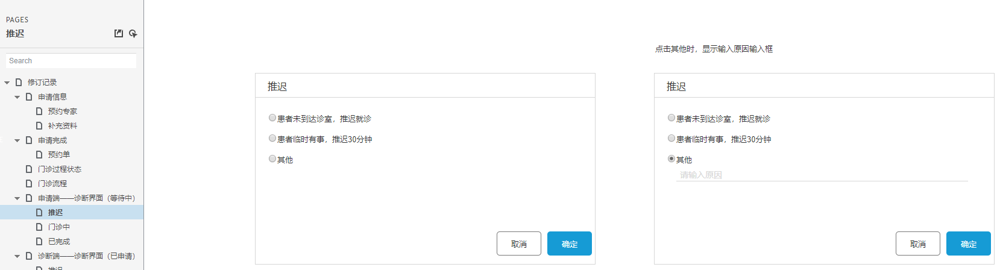 PAGES
推迟
Search
修订记录
申请信息
预约专家
补充资料
申请完成
预约单
门诊过程状态
门诊流程
申请端——诊断界面（等待中）
推迟
门诊中
已完成
诊断端——诊断界面（已申请）
推迟
推迟
患者未到达诊室，推迟就诊
患者临时有事，推迟30分钟
其他
取消
确定
点击其他时，显示输入原因输入框
推迟
患者未到达诊室，推迟就诊
患者临时有事，推迟30分钟
其他
请输入原因
取消
确定